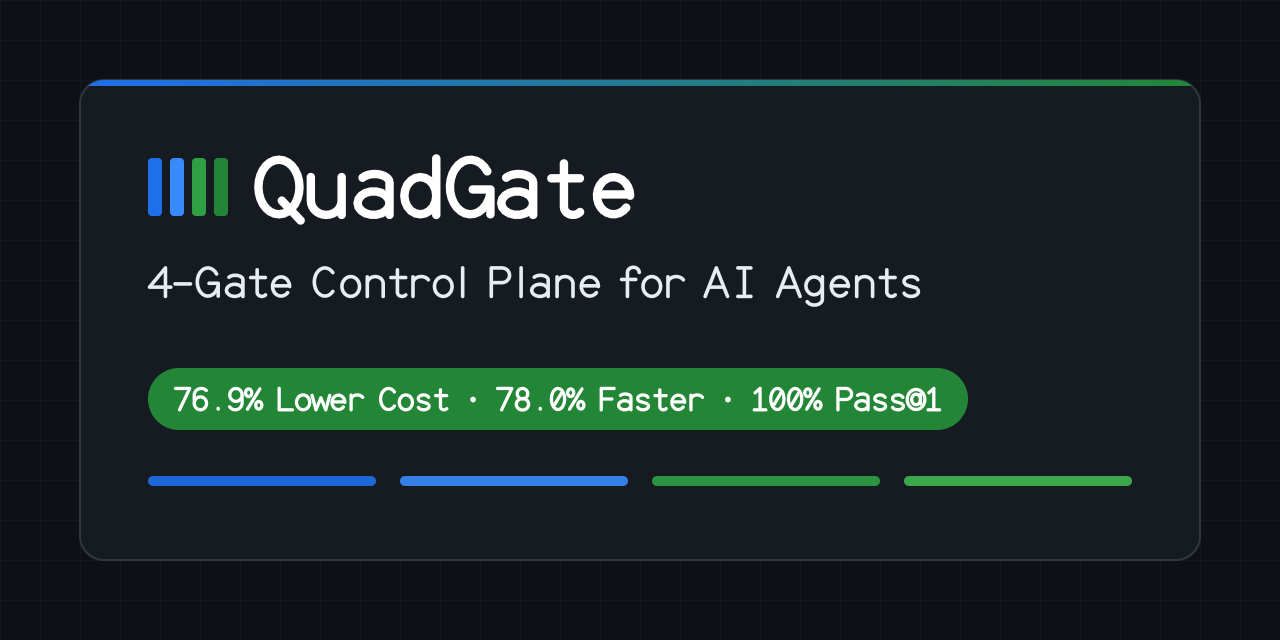 QuadGate
4-Gate Control Plane for AI Agents
76.9% Lower Cost · 78.0% Faster · 100% Pass@1